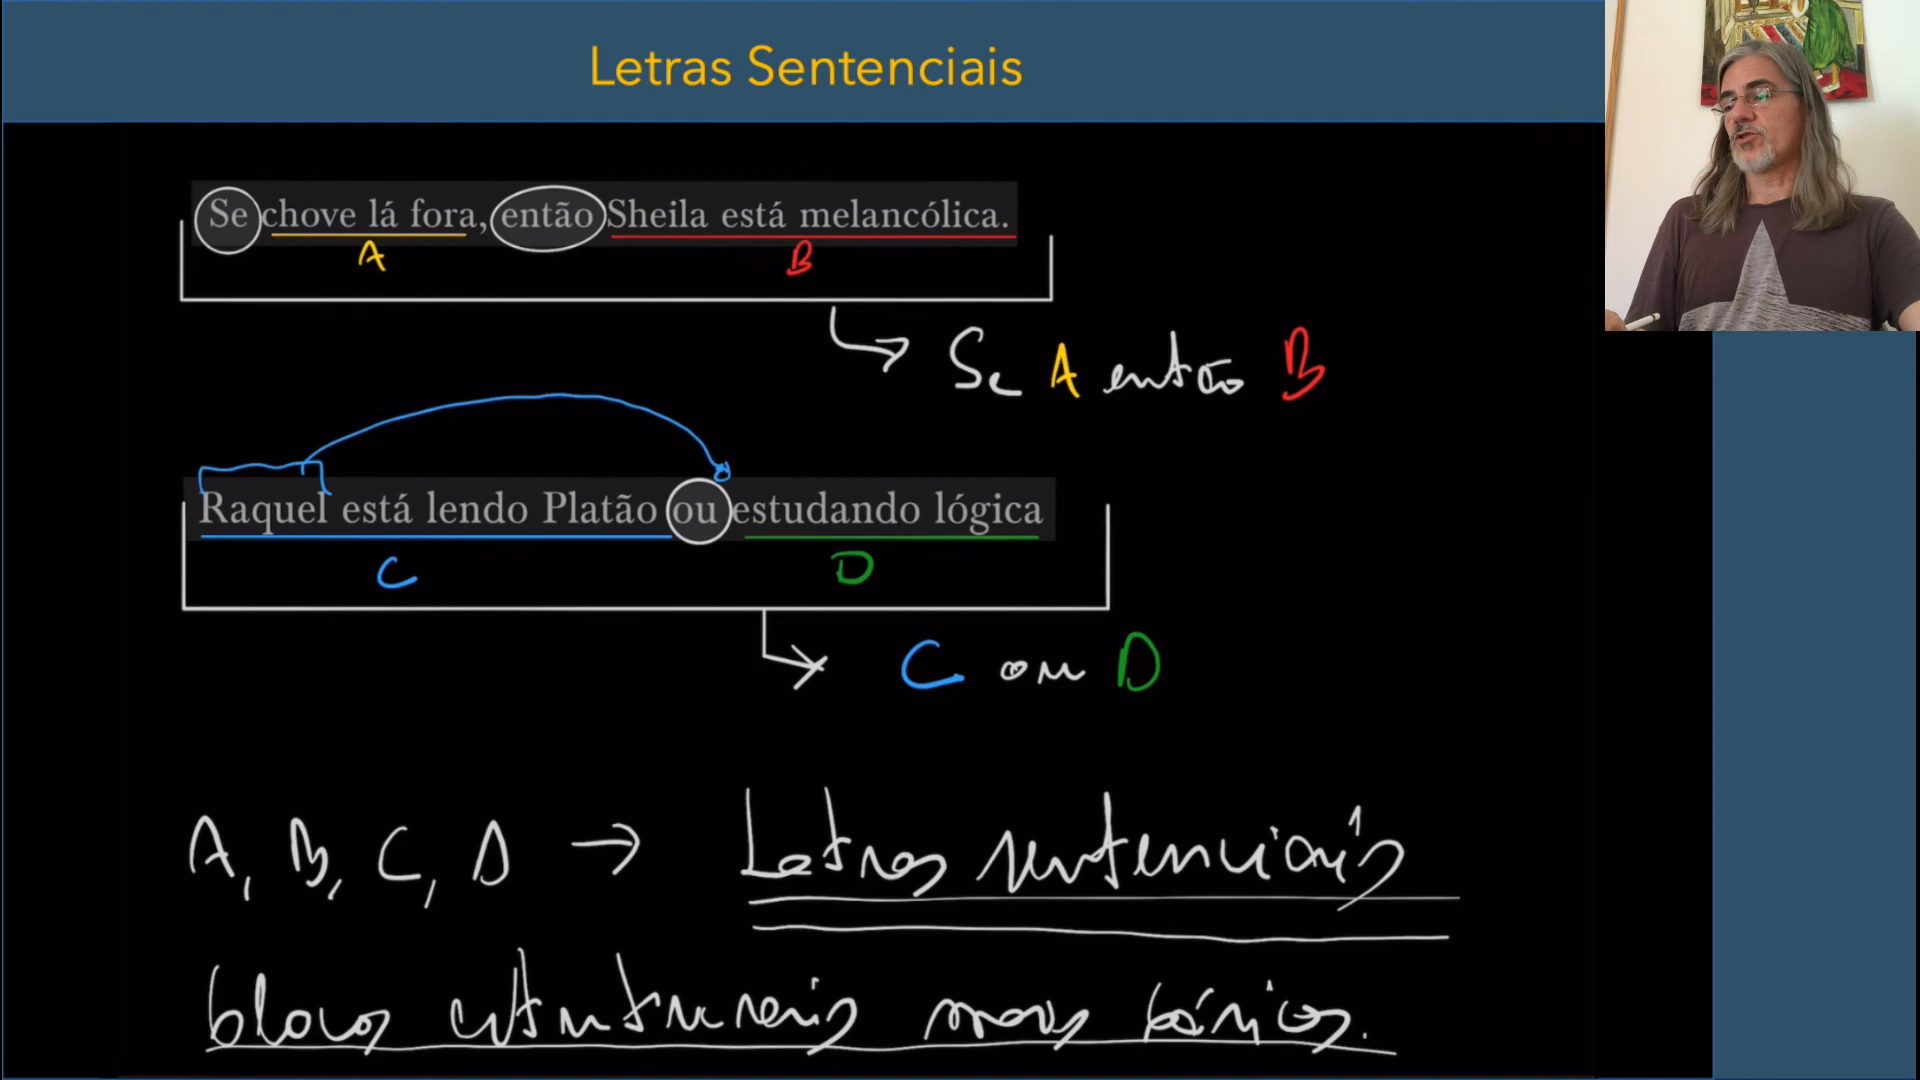 Letras Sentenciais
Se chove lá fora, então Sheila está melancólica.
A B
Se A então B
Raquel está lendo Platão ou estudando lógica
C D
C ou D
A, B, C, D → Letras sentenciais
blocos estruturais mais básicos.